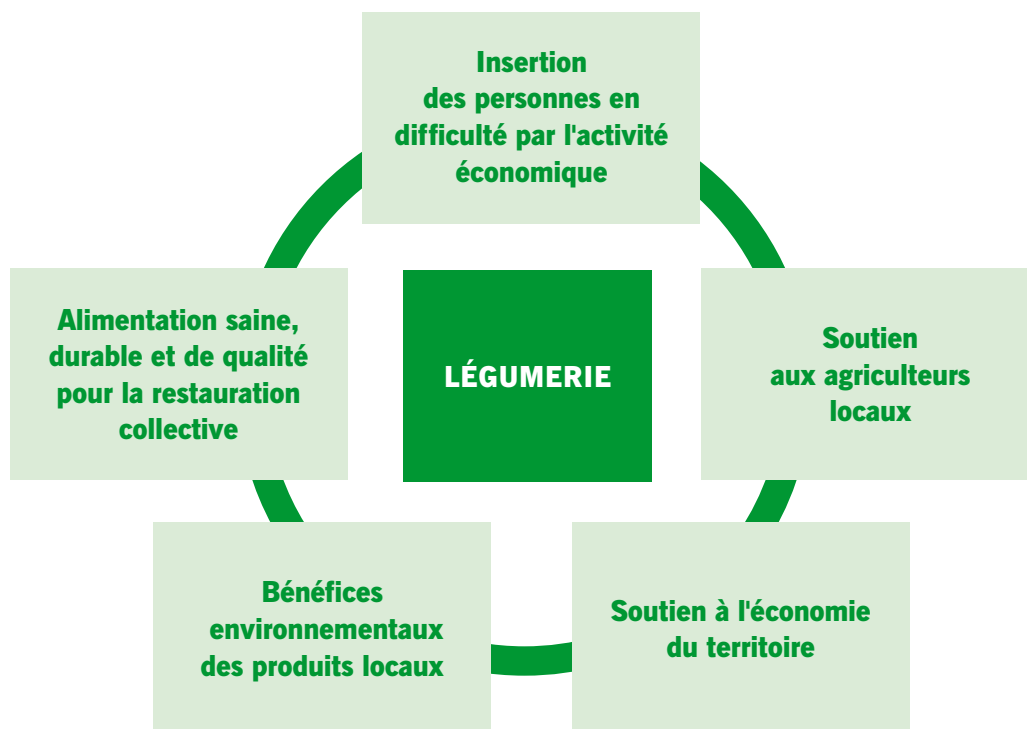 Insertion
des personnes en
difficulté par l'activité
économique
Alimentation saine,
durable et de qualité
pour la restauration
collective
LÉGUMERIE
Soutien
aux agriculteurs
locaux
Bénéfices
environnementaux
des produits locaux
Soutien à l'économie
du territoire